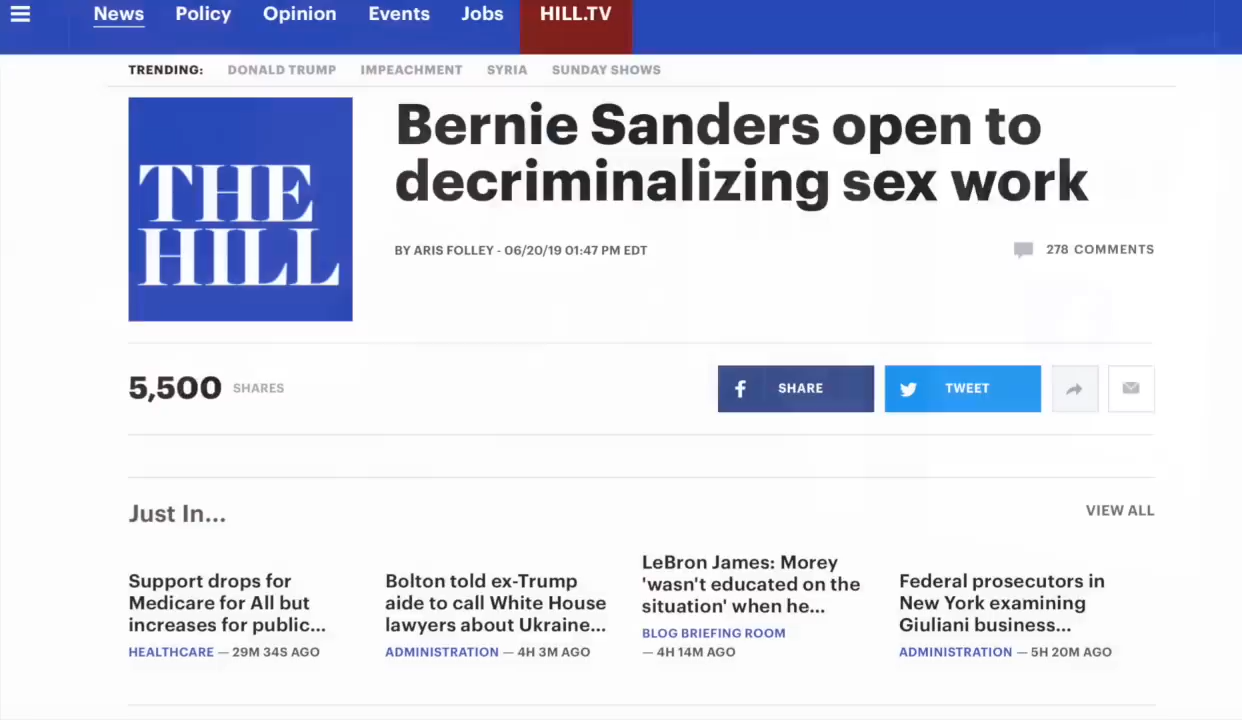 News Policy Opinion Events Jobs HILL.TV
TRENDING: DONALD TRUMP IMPEACHMENT SYRIA SUNDAY SHOWS
THE
HILL
Bernie Sanders open to
decriminalizing sex work
BY ARIS FOLLEY - 06/20/19 01:47 PM EDT
278 COMMENTS
5,500 SHARES
f SHARE
TWEET
Just In...
VIEW ALL
Support drops for
Medicare for All but
increases for public...
HEALTHCARE — 29M 34S AGO
Bolton told ex-Trump
aide to call White House
lawyers about Ukraine...
ADMINISTRATION — 4H 3M AGO
LeBron James: Morey
'wasn't educated on the
situation' when he...
BLOG BRIEFING ROOM
— 4H 14M AGO
Federal prosecutors in
New York examining
Giuliani business...
ADMINISTRATION — 5H 20M AGO